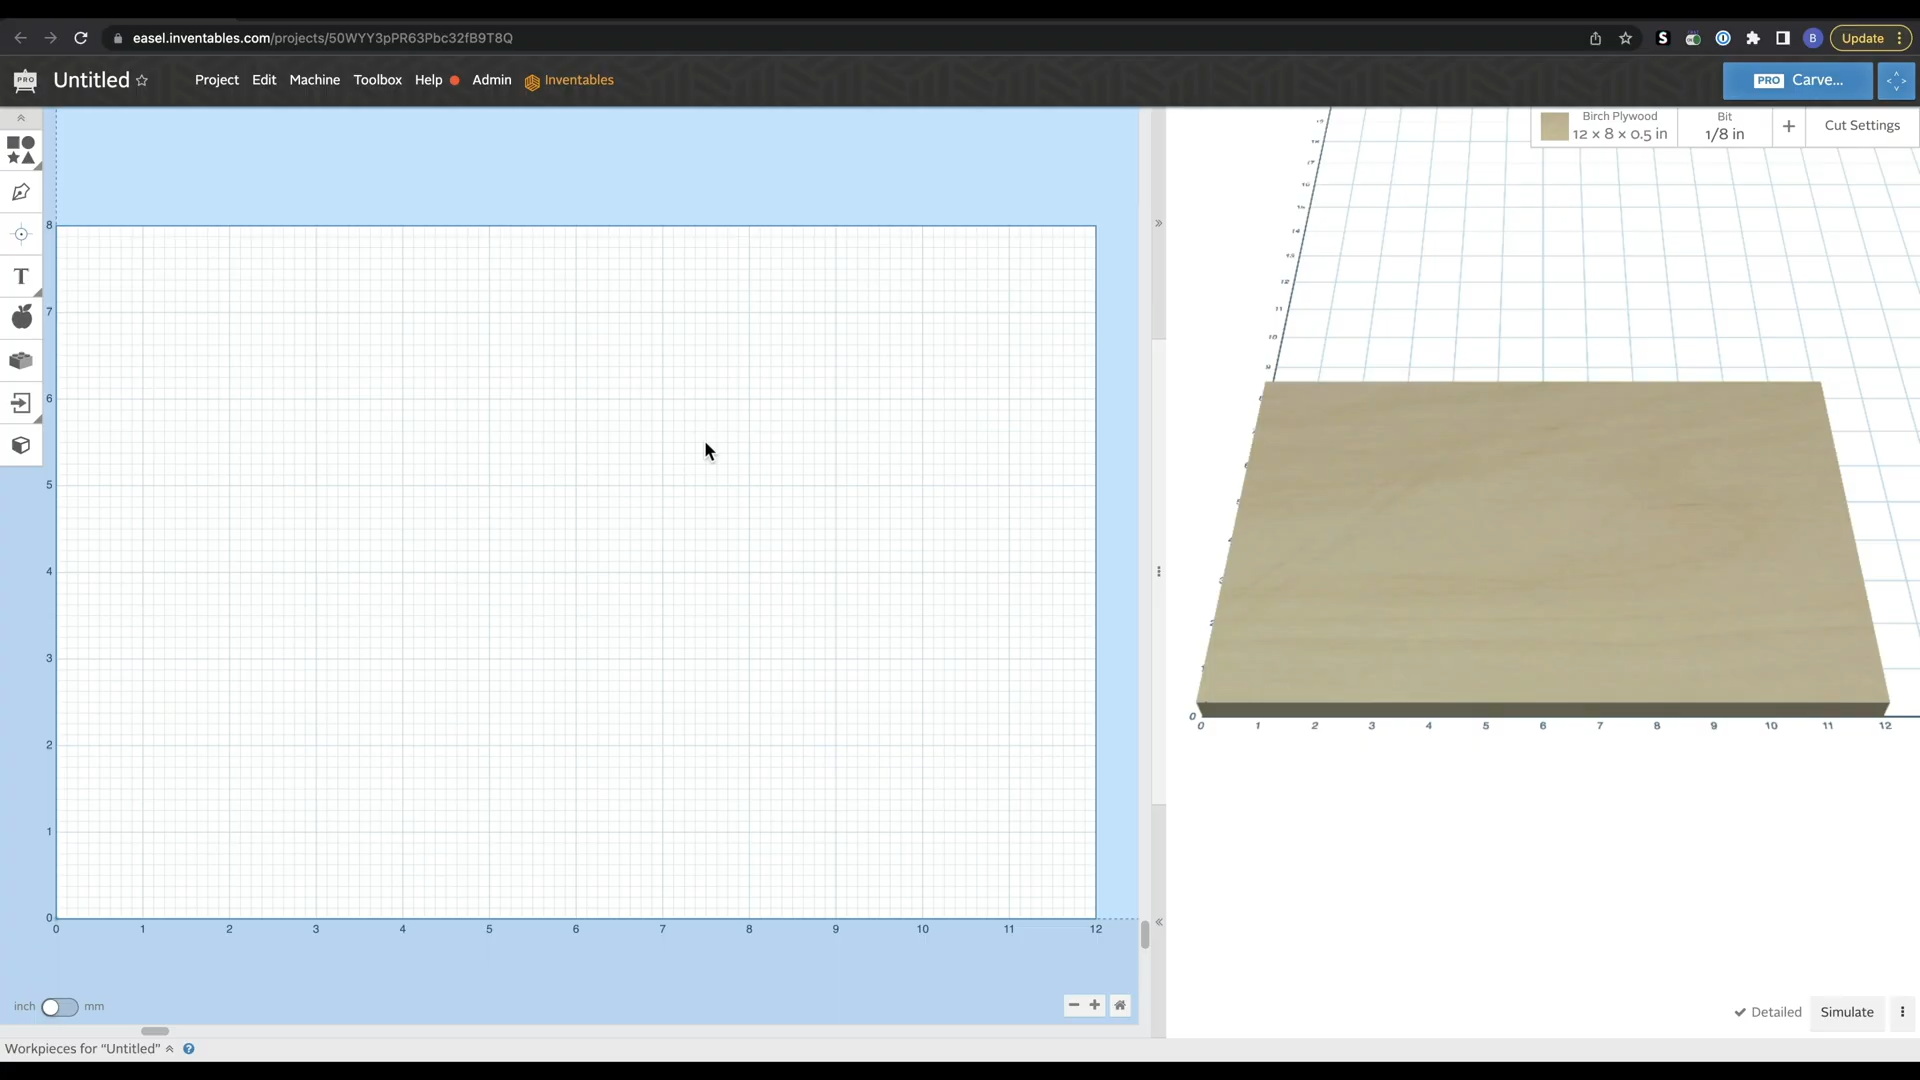 easel.inventables.com/projects/50WYY3pPR63Pbc32fB9T8Q
S
B
Update
PRO
Untitled
Project Edit Machine Toolbox Help Admin Inventables
PRO Carve...
Birch Plywood
12 × 8 × 0.5 in
Bit
1/8 in
+
Cut Settings
T
8
7
6
5
4
3
2
1
0
0 1 2 3 4 5 6 7 8 9 10 11 12
0
0 1 2 3 4 5 6 7 8 9 10 11 12
inch mm
Detailed
Simulate
Workpieces for “Untitled” ?